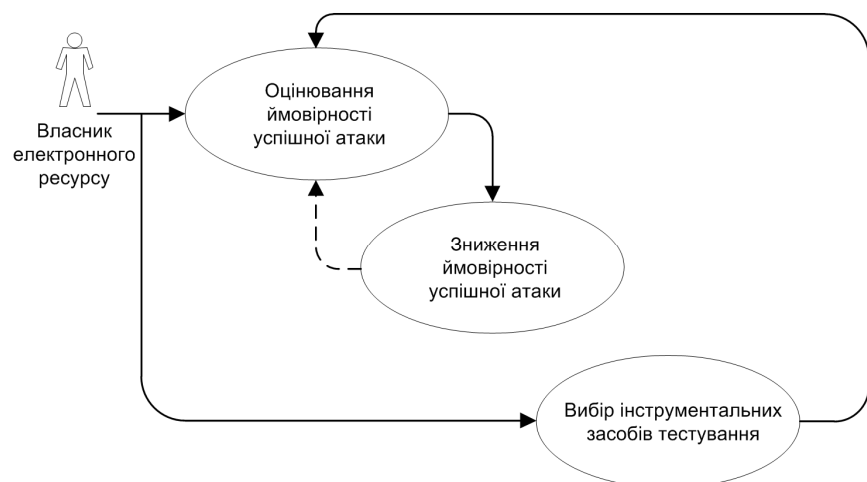 Оцінювання
ймовірності
успішної атаки
Власник
електронного
ресурсу
Зниження
ймовірності
успішної атаки
Вибір інструментальних
засобів тестування